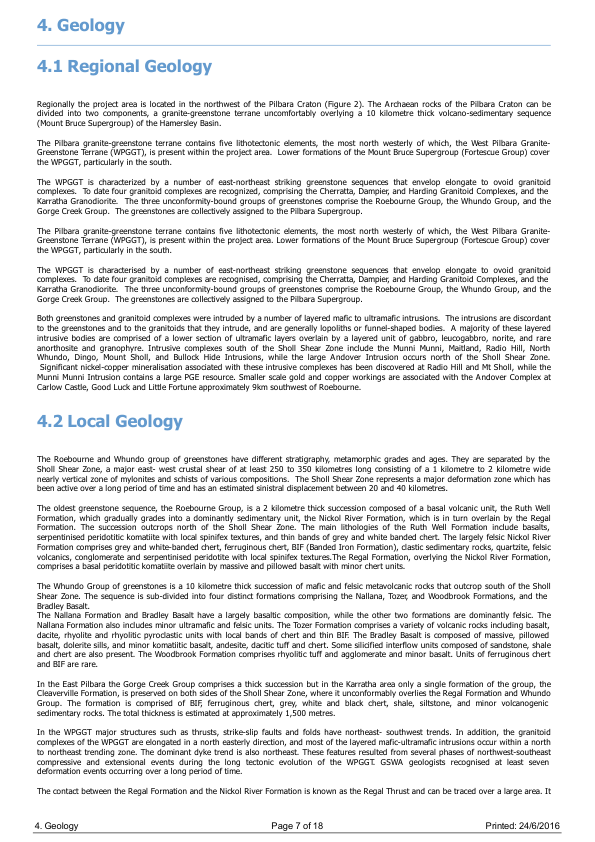 4. Geology
4.1 Regional Geology
Regionally the project area is located in the northwest of the Pilbara Craton (Figure 2). The Archaean rocks of the Pilbara Craton can be
divided into two components, a granite-greenstone terrane uncomfortably overlying a 10 kilometre thick volcano-sedimentary sequence
(Mount Bruce Supergroup) of the Hamersley Basin.
The Pilbara granite-greenstone terrane contains five lithotectonic elements, the most north westerly of which, the West Pilbara Granite-
Greenstone Terrane (WPGGT), is present within the project area. Lower formations of the Mount Bruce Supergroup (Fortescue Group) cover
the WPGGT, particularly in the south.
The WPGGT is characterized by a number of east-northeast striking greenstone sequences that envelop elongate to ovoid granitoid
complexes. To date four granitoid complexes are recognized, comprising the Cherratta, Dampier, and Harding Granitoid Complexes, and the
Karratha Granodiorite. The three unconformity-bound groups of greenstones comprise the Roebourne Group, the Whundo Group, and the
Gorge Creek Group. The greenstones are collectively assigned to the Pilbara Supergroup.
The Pilbara granite-greenstone terrane contains five lithotectonic elements, the most north westerly of which, the West Pilbara Granite-
Greenstone Terrane (WPGGT), is present within the project area. Lower formations of the Mount Bruce Supergroup (Fortescue Group) cover
the WPGGT, particularly in the south.
The WPGGT is characterised by a number of east-northeast striking greenstone sequences that envelop elongate to ovoid granitoid
complexes. To date four granitoid complexes are recognised, comprising the Cherratta, Dampier, and Harding Granitoid Complexes, and the
Karratha Granodiorite. The three unconformity-bound groups of greenstones comprise the Roebourne Group, the Whundo Group, and the
Gorge Creek Group. The greenstones are collectively assigned to the Pilbara Supergroup.
Both greenstones and granitoid complexes were intruded by a number of layered mafic to ultramafic intrusions. The intrusions are discordant
to the greenstones and to the granitoids that they intrude, and are generally lopoliths or funnel-shaped bodies. A majority of these layered
intrusive bodies are comprised of a lower section of ultramafic layers overlain by a layered unit of gabbro, leucogabbro, norite, and rare
anorthosite and granophyre. Intrusive complexes south of the Sholl Shear Zone include the Munni Munni, Maitland, Radio Hill, North
Whundo, Dingo, Mount Sholl, and Bullock Hide Intrusions, while the large Andover Intrusion occurs north of the Sholl Shear Zone.
Significant nickel-copper mineralisation associated with these intrusive complexes has been discovered at Radio Hill and Mt Sholl, while the
Munni Munni Intrusion contains a large PGE resource. Smaller scale gold and copper workings are associated with the Andover Complex at
Carlow Castle, Good Luck and Little Fortune approximately 9km southwest of Roebourne.
4.2 Local Geology
The Roebourne and Whundo group of greenstones have different stratigraphy, metamorphic grades and ages. They are separated by the
Sholl Shear Zone, a major east- west crustal shear of at least 250 to 350 kilometres long consisting of a 1 kilometre to 2 kilometre wide
nearly vertical zone of mylonites and schists of various compositions. The Sholl Shear Zone represents a major deformation zone which has
been active over a long period of time and has an estimated sinistral displacement between 20 and 40 kilometres.
The oldest greenstone sequence, the Roebourne Group, is a 2 kilometre thick succession composed of a basal volcanic unit, the Ruth Well
Formation, which gradually grades into a dominantly sedimentary unit, the Nickol River Formation, which is in turn overlain by the Regal
Formation. The succession outcrops north of the Sholl Shear Zone. The main lithologies of the Ruth Well Formation include basalts,
serpentinised peridotitic komatiite with local spinifex textures, and thin bands of grey and white banded chert. The largely felsic Nickol River
Formation comprises grey and white-banded chert, ferruginous chert, BIF (Banded Iron Formation), clastic sedimentary rocks, quartzite, felsic
volcanics, conglomerate and serpentinised peridotite with local spinifex textures.The Regal Formation, overlying the Nickol River Formation,
comprises a basal peridotitic komatiite overlain by massive and pillowed basalt with minor chert units.
The Whundo Group of greenstones is a 10 kilometre thick succession of mafic and felsic metavolcanic rocks that outcrop south of the Sholl
Shear Zone. The sequence is sub-divided into four distinct formations comprising the Nallana, Tozer, and Woodbrook Formations, and the
Bradley Basalt.
The Nallana Formation and Bradley Basalt have a largely basaltic composition, while the other two formations are dominantly felsic. The
Nallana Formation also includes minor ultramafic and felsic units. The Tozer Formation comprises a variety of volcanic rocks including basalt,
dacite, rhyolite and rhyolitic pyroclastic units with local bands of chert and thin BIF. The Bradley Basalt is composed of massive, pillowed
basalt, dolerite sills, and minor komatiitic basalt, andesite, dacitic tuff and chert. Some silicified interflow units composed of sandstone, shale
and chert are also present. The Woodbrook Formation comprises rhyolitic tuff and agglomerate and minor basalt. Units of ferruginous chert
and BIF are rare.
In the East Pilbara the Gorge Creek Group comprises a thick succession but in the Karratha area only a single formation of the group, the
Cleaverville Formation, is preserved on both sides of the Sholl Shear Zone, where it unconformably overlies the Regal Formation and Whundo
Group. The formation is comprised of BIF, ferruginous chert, grey, white and black chert, shale, siltstone, and minor volcanogenic
sedimentary rocks. The total thickness is estimated at approximately 1,500 metres.
In the WPGGT major structures such as thrusts, strike-slip faults and folds have northeast- southwest trends. In addition, the granitoid
complexes of the WPGGT are elongated in a north easterly direction, and most of the layered mafic-ultramafic intrusions occur within a north
to northeast trending zone. The dominant dyke trend is also northeast. These features resulted from several phases of northwest-southeast
compressive and extensional events during the long tectonic evolution of the WPGGT. GSWA geologists recognised at least seven
deformation events occurring over a long period of time.
The contact between the Regal Formation and the Nickol River Formation is known as the Regal Thrust and can be traced over a large area. It
4. Geology
Page 7 of 18
Printed: 24/6/2016